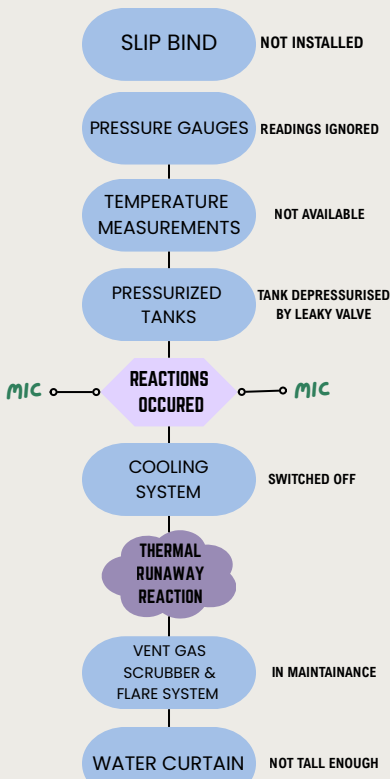 SLIP BIND
NOT INSTALLED
PRESSURE GAUGES
READINGS IGNORED
TEMPERATURE
MEASUREMENTS
NOT AVAILABLE
PRESSURIZED
TANKS
TANK DEPRESSURISED
BY LEAKY VALVE
MIC
REACTIONS
OCCURED
MIC
COOLING
SYSTEM
SWITCHED OFF
THERMAL
RUNAWAY
REACTION
VENT GAS
SCRUBBER &
FLARE SYSTEM
IN MAINTAINANCE
WATER CURTAIN
NOT TALL ENOUGH